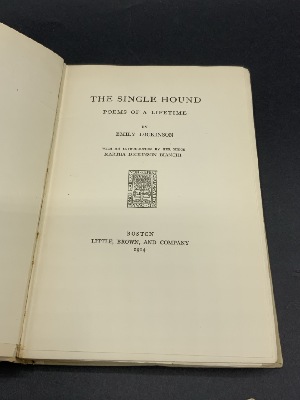 THE SINGLE HOUND
POEMS OF A LIFETIME
BY
EMILY DICKINSON
WITH AN INTRODUCTION BY HER NIECE
MARTHA DICKINSON BIANCHI
BOSTON
LITTLE, BROWN, AND COMPANY
1914